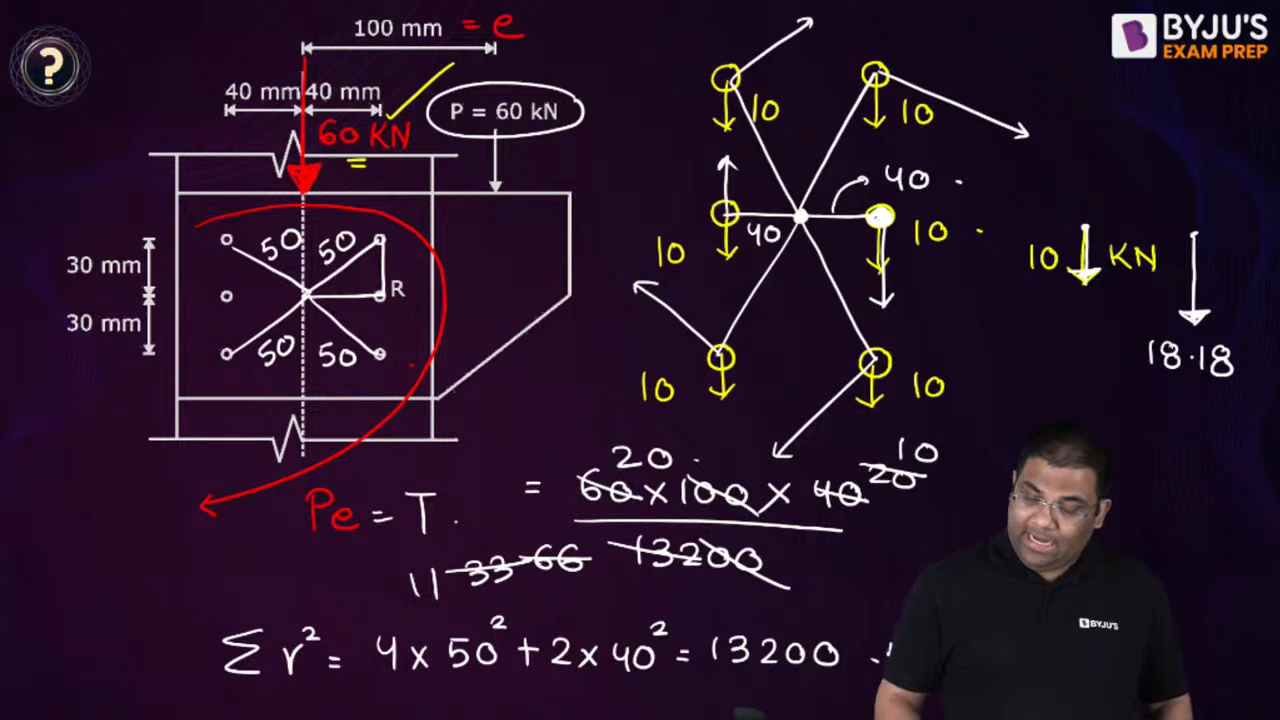 100 mm = e
BYJU'S
EXAM PREP
?
40 mm 40 mm
P = 60 kN
60 KN
=
50 50
30 mm
R
30 mm
50 50
10 10
40
40
10 10
10 KN
18.18
10 10
Pe = T.
20 10
= 60 x 100 x 40 20
11 33 66 13200
Σ r² = 4 x 50² + 2 x 40² = 13200
BYJU'S